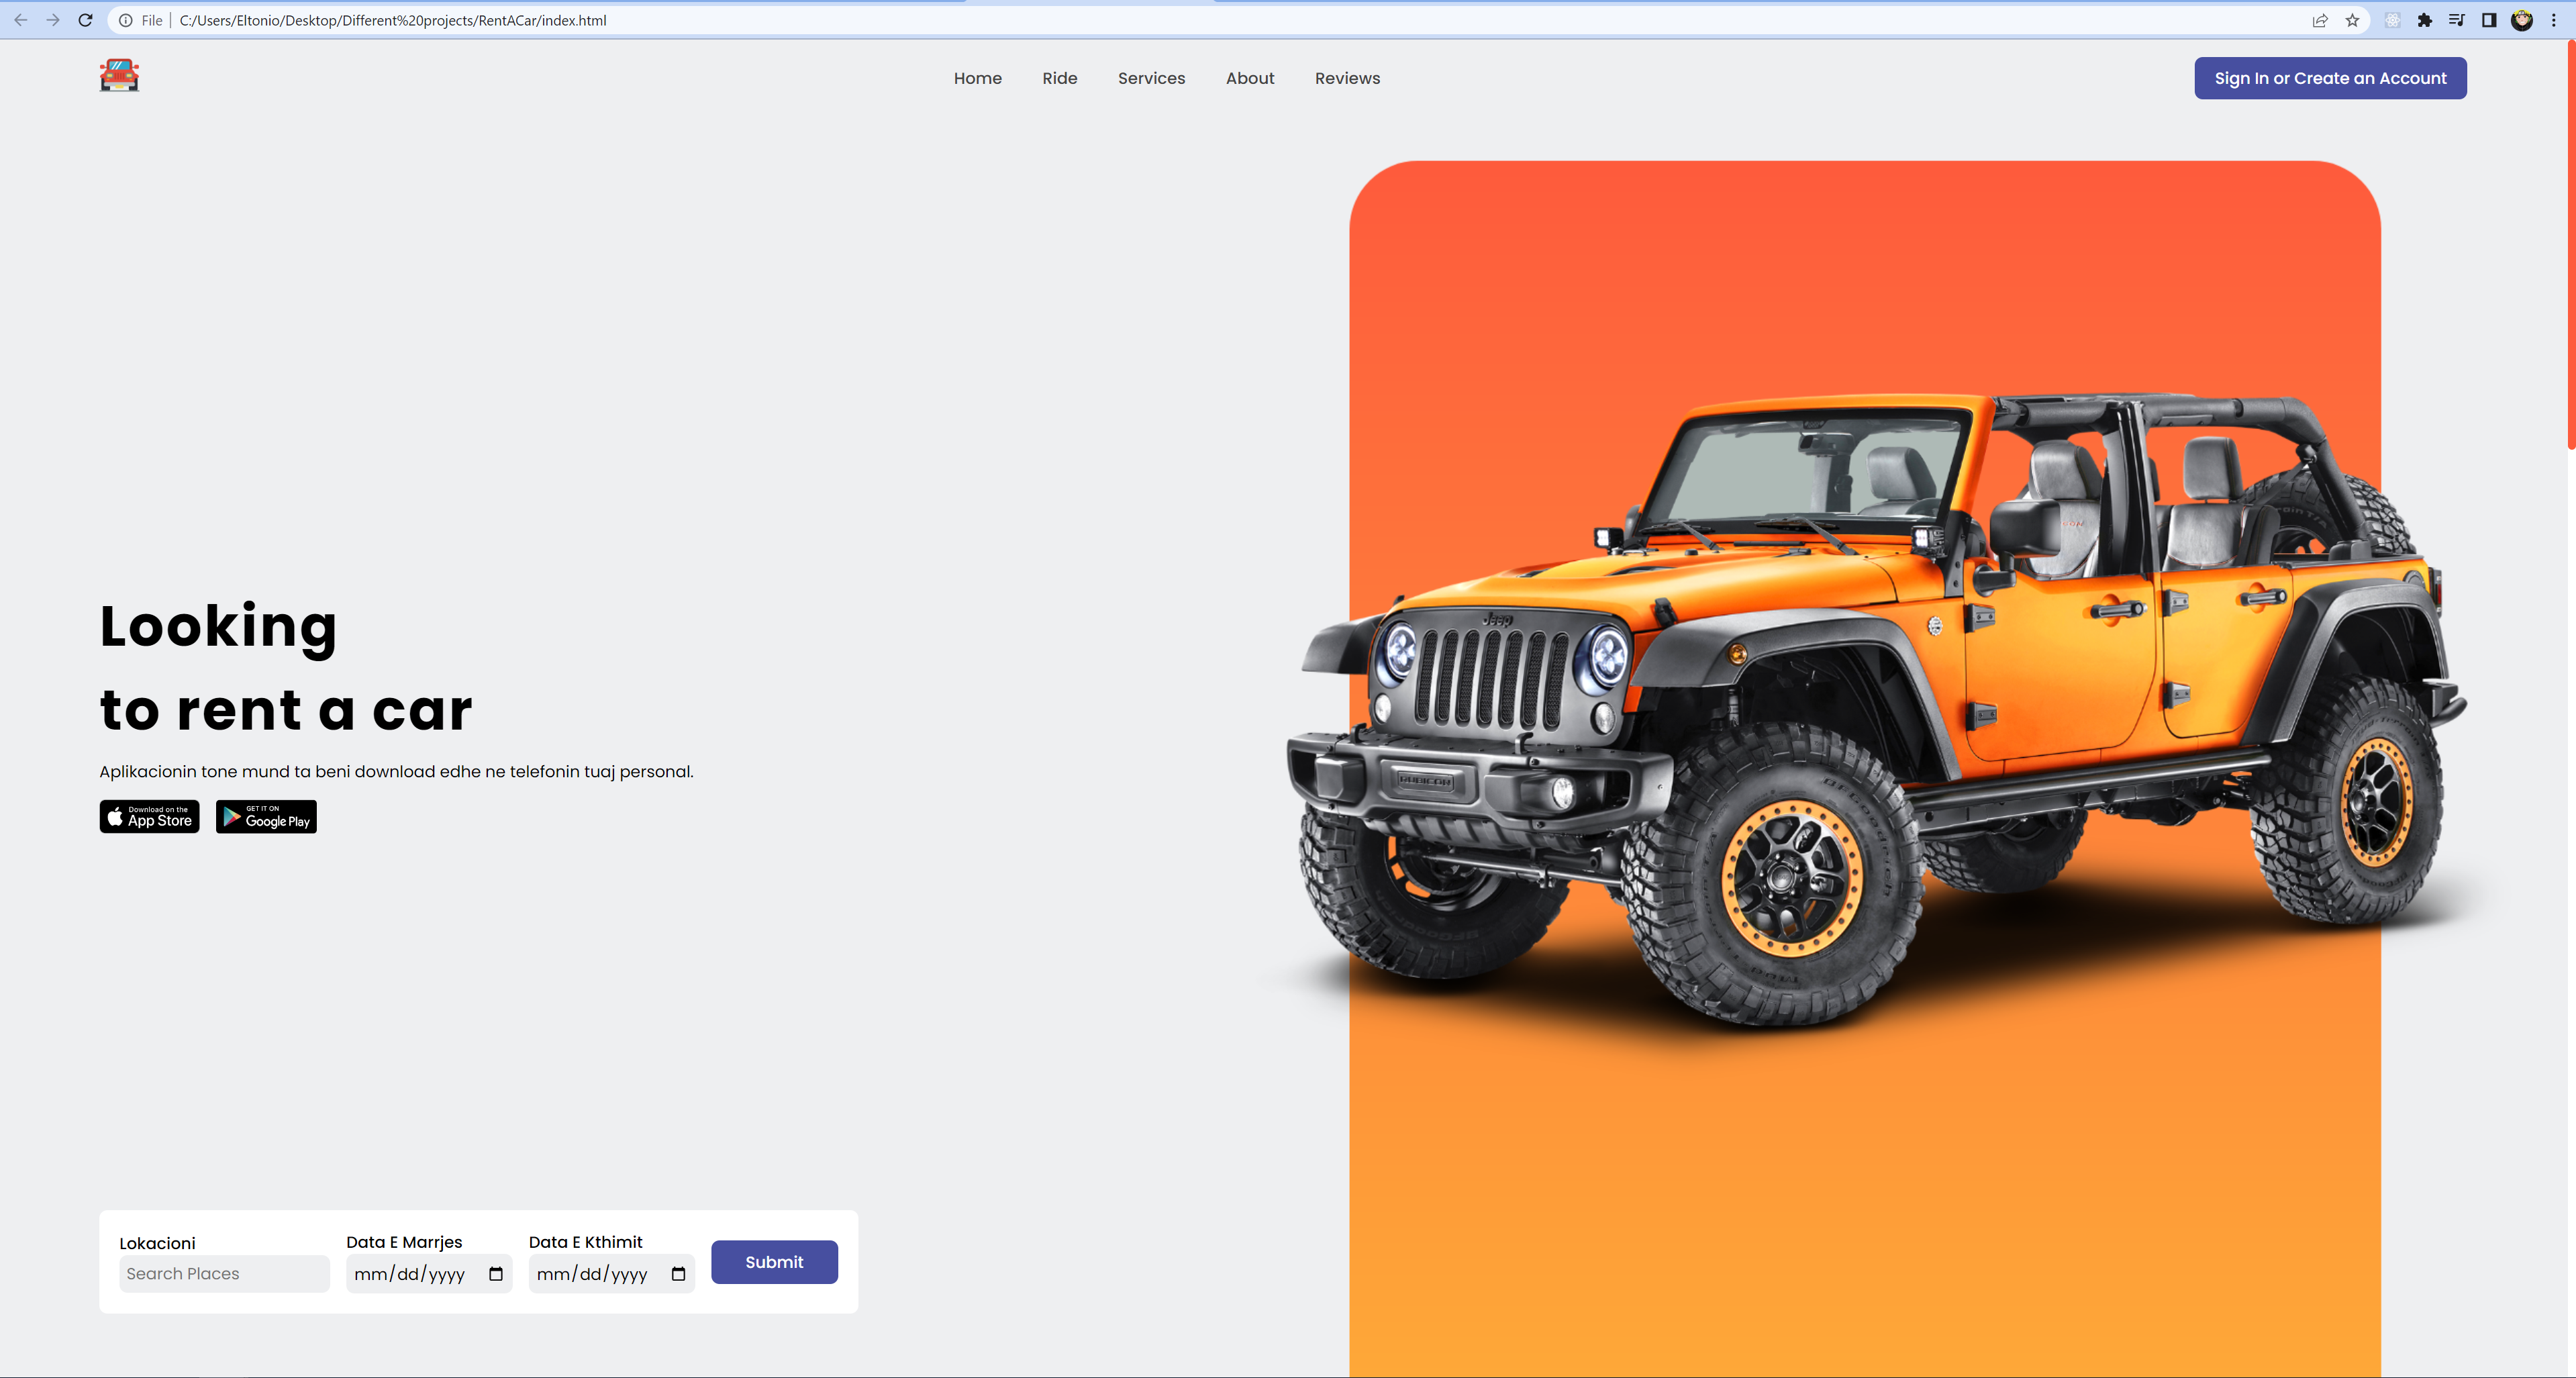 File | C:/Users/Eltonio/Desktop/Different%20projects/RentACar/index.html
Home Ride Services About Reviews Sign In or Create an Account
Looking
to rent a car
Aplikacionin tone mund ta beni download edhe ne telefonin tuaj personal.
Download on the App Store
GET IT ON Google Play
Jeep
RUBICON
Lokacioni Data E Marrjes Data E Kthimit
Search Places mm/dd/yyyy mm/dd/yyyy Submit